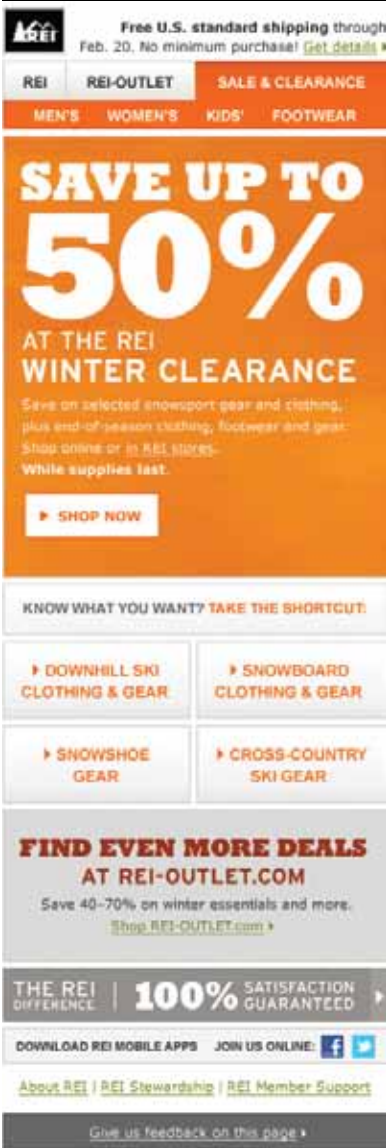 REI
Free U.S. standard shipping through
Feb. 20. No minimum purchase! Get details
REI REI-OUTLET SALE & CLEARANCE
MEN'S WOMEN'S KIDS' FOOTWEAR
SAVE UP TO
50%
AT THE REI
WINTER CLEARANCE
Save on selected snowsport gear and clothing,
plus end-of-season clothing, footwear and gear.
Shop online or in REI stores.
While supplies last.
SHOP NOW
KNOW WHAT YOU WANT? TAKE THE SHORTCUT:
DOWNHILL SKI
CLOTHING & GEAR
SNOWBOARD
CLOTHING & GEAR
SNOWSHOE
GEAR
CROSS-COUNTRY
SKI GEAR
FIND EVEN MORE DEALS
AT REI-OUTLET.COM
Save 40-70% on winter essentials and more.
Shop REI-OUTLET.com
THE REI
DIFFERENCE
100% SATISFACTION
GUARANTEED
DOWNLOAD REI MOBILE APPS JOIN US ONLINE: f
About REI | REI Stewardship | REI Member Support
Give us feedback on this page